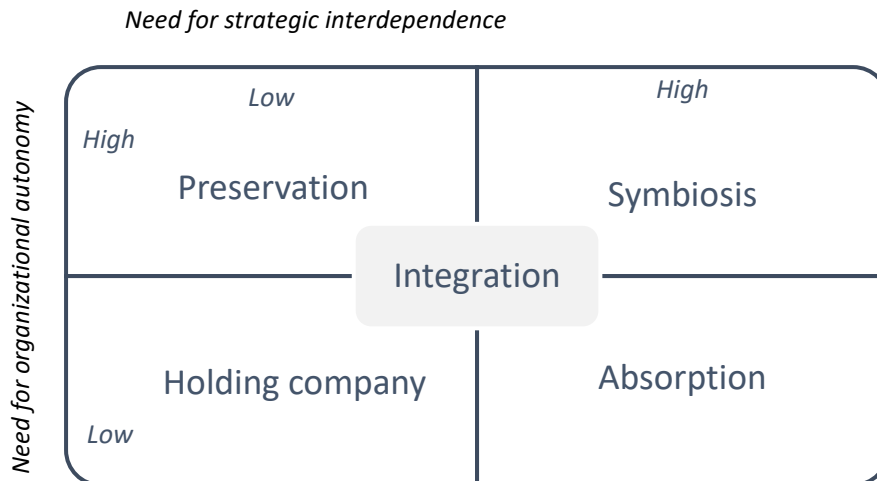 Need for strategic interdependence
Need for organizational autonomy
Low
High
High
Preservation
Symbiosis
Integration
Holding company
Absorption
Low